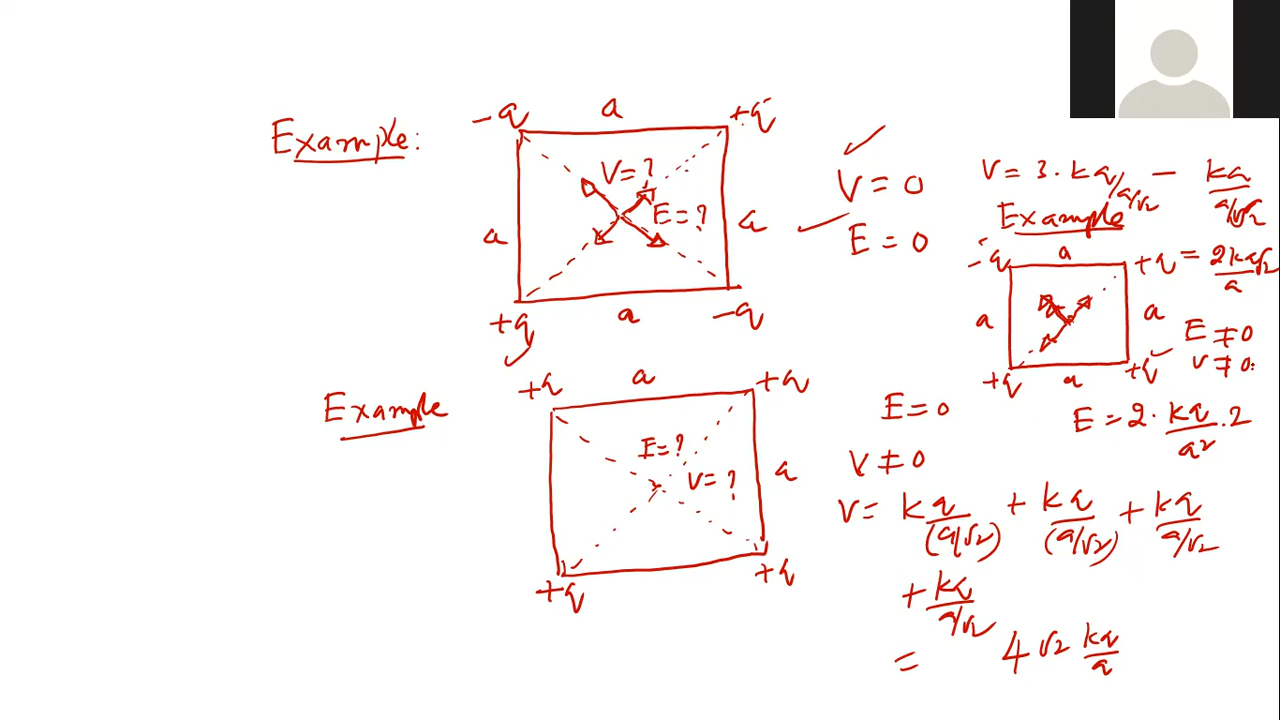 Example:
-q a +q
V = ?
E = ?
a a
+q a -q
V = 0
E = 0
V = 3 · kq/a/√2 - kq/a/√2
Example
-q a +q = 2kq√2/a
a a
+q a +q
E ≠ 0
V ≠ 0
E = 2 · kq/a² · 2
Example
+q a +q
E = ?
V = ?
a
+q +q
E = 0
V ≠ 0
V = kq/(a/√2) + kq/(a/√2) + kq/a/√2
+ kq/a/√2
= 4√2 kq/a